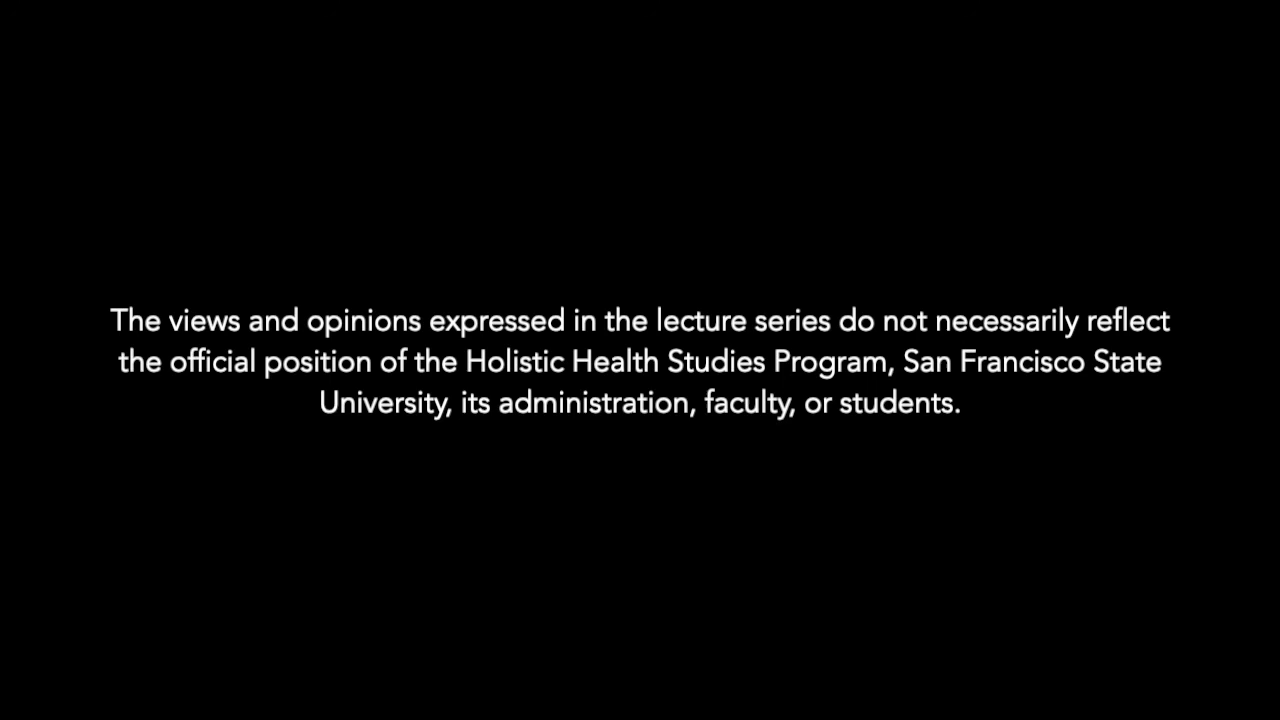 The views and opinions expressed in the lecture series do not necessarily reflect
the official position of the Holistic Health Studies Program, San Francisco State
University, its administration, faculty, or students.